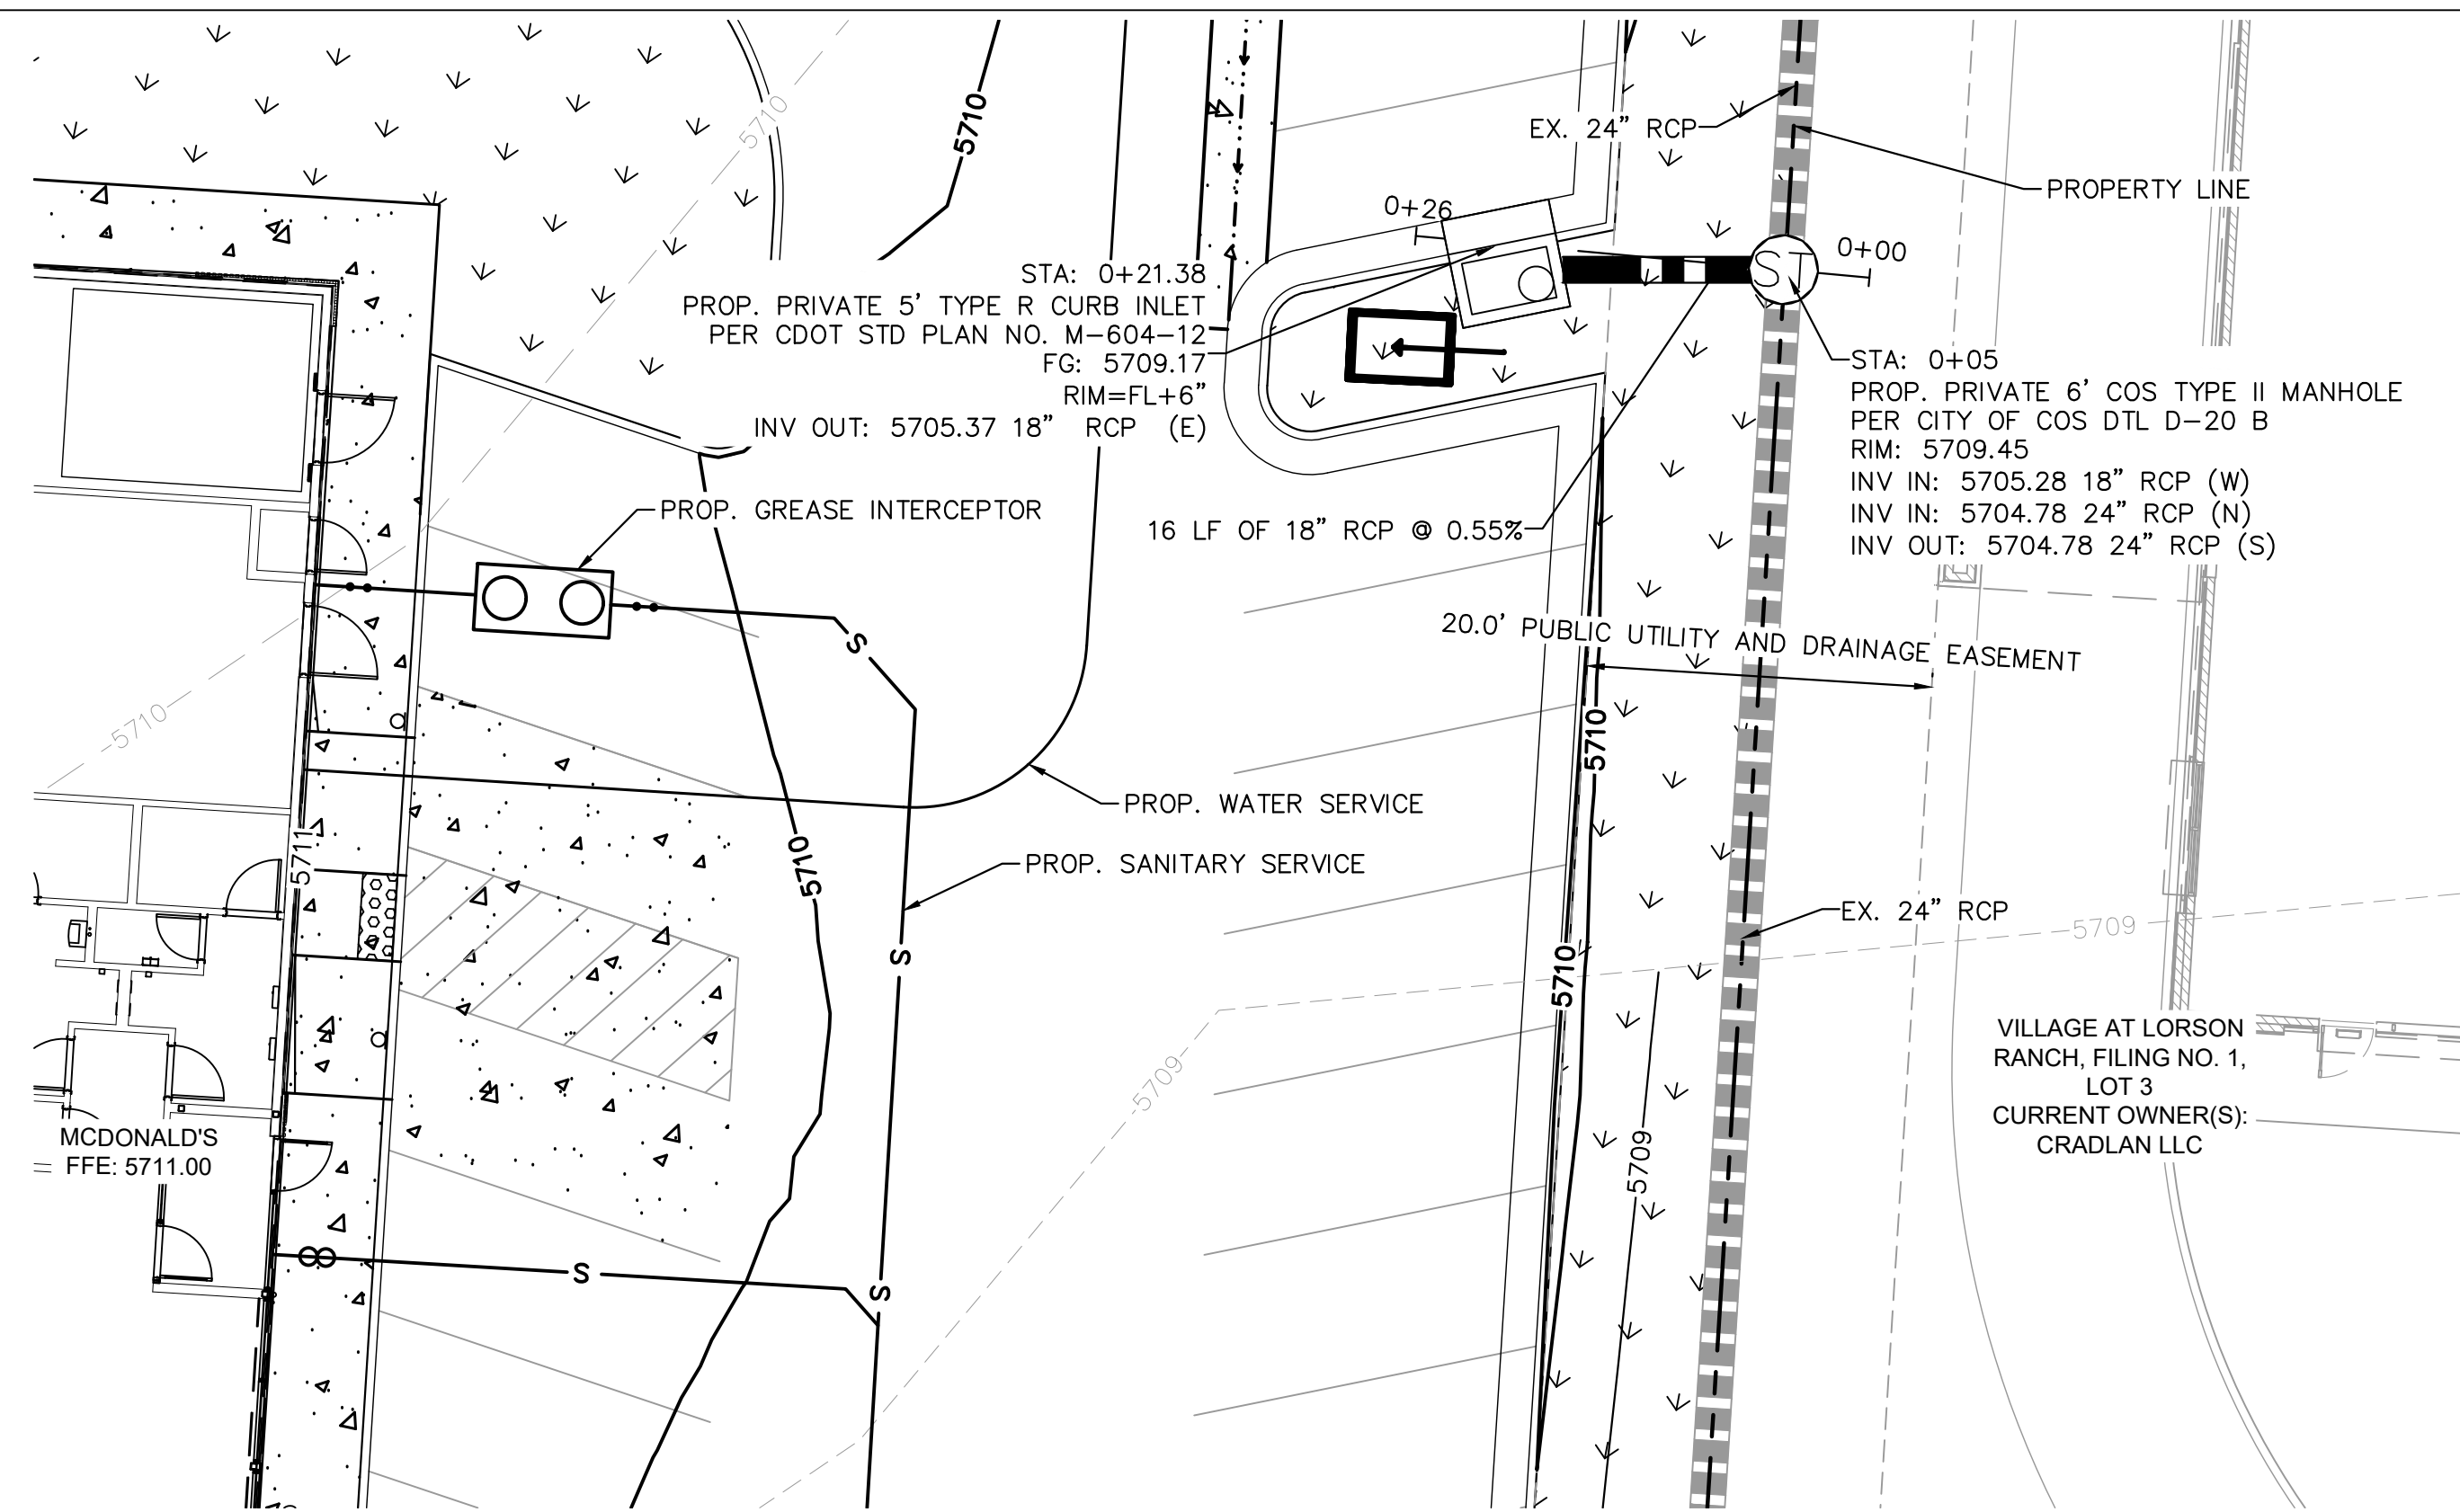 5710
5710
EX. 24” RCP
PROPERTY LINE
0+26
0+00
ST
STA: 0+21.38
PROP. PRIVATE 5’ TYPE R CURB INLET
PER CDOT STD PLAN NO. M-604-12
FG: 5709.17
RIM=FL+6”
INV OUT: 5705.37 18” RCP (E)
STA: 0+05
PROP. PRIVATE 6’ COS TYPE II MANHOLE
PER CITY OF COS DTL D-20 B
RIM: 5709.45
INV IN: 5705.28 18” RCP (W)
INV IN: 5704.78 24” RCP (N)
INV OUT: 5704.78 24” RCP (S)
PROP. GREASE INTERCEPTOR
16 LF OF 18” RCP @ 0.55%
20.0’ PUBLIC UTILITY AND DRAINAGE EASEMENT
S
5710
5710
PROP. WATER SERVICE
5711
5710
PROP. SANITARY SERVICE
EX. 24” RCP
5709
S
5710
5709
5709
VILLAGE AT LORSON
RANCH, FILING NO. 1,
LOT 3
CURRENT OWNER(S):
CRADLAN LLC
MCDONALD'S
FFE: 5711.00
S
S